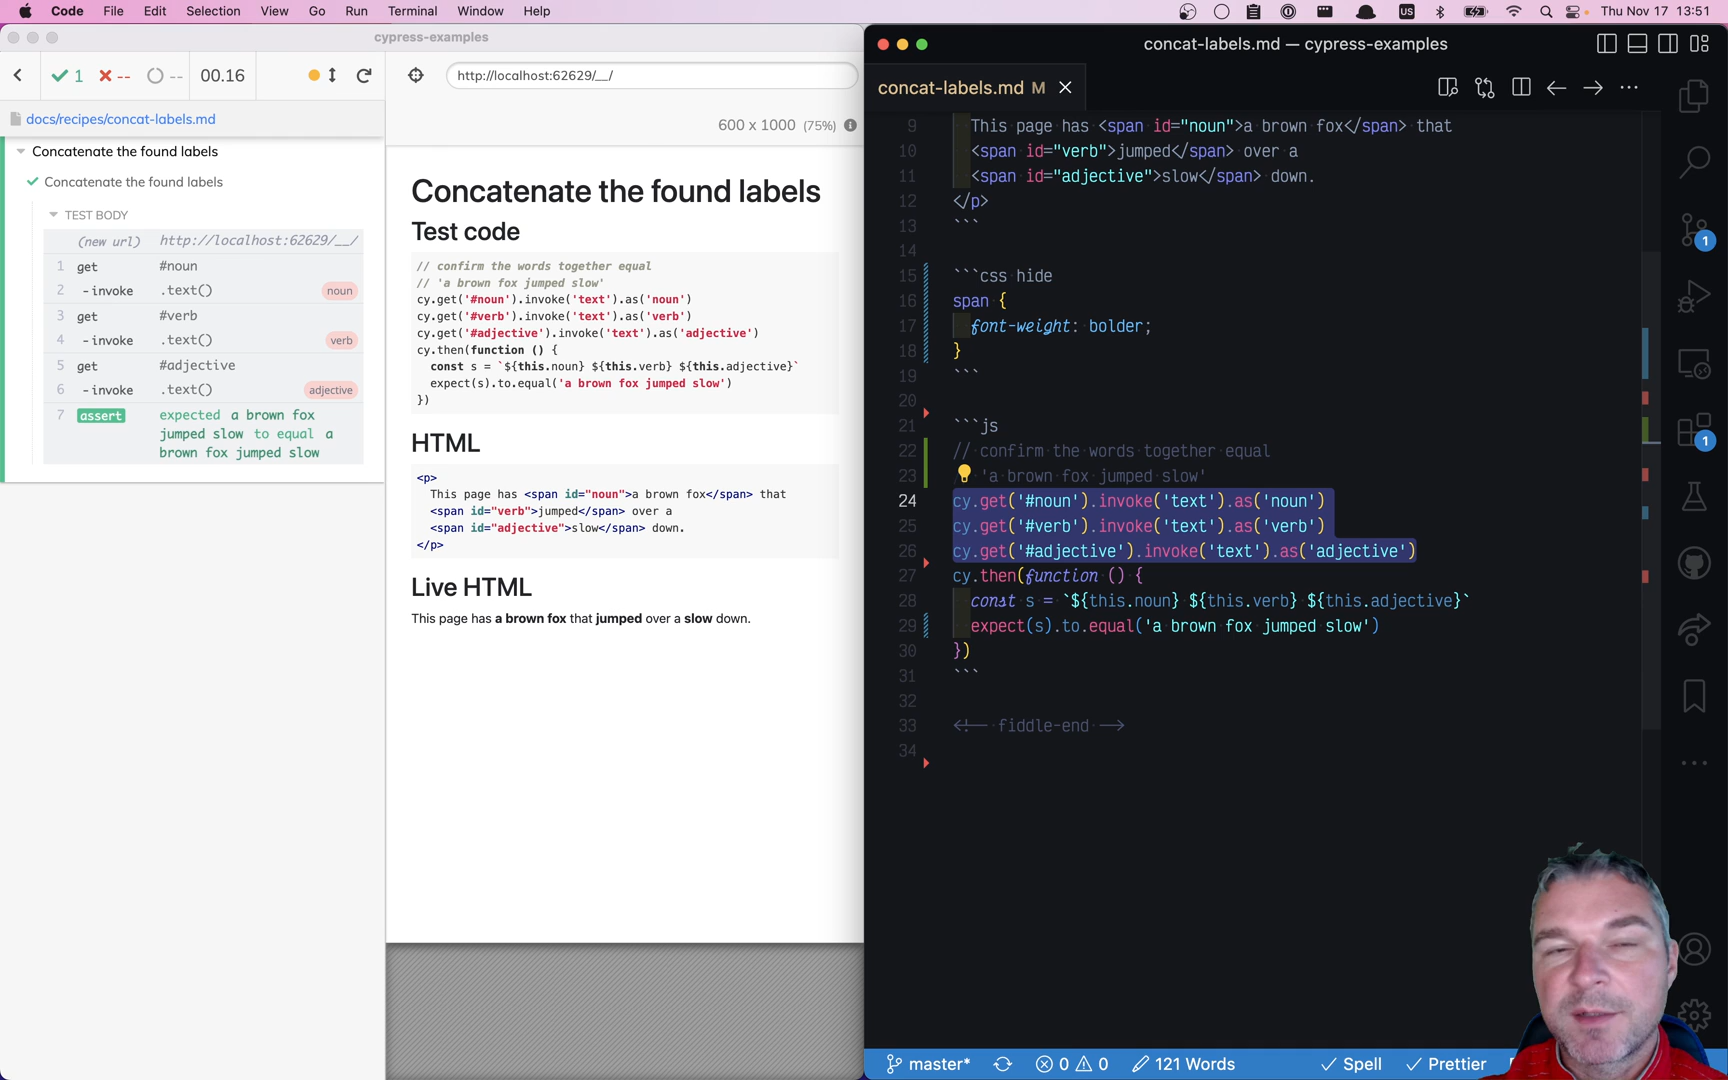 Code File Edit Selection View Go Run Terminal Window Help
US
Thu Nov 17 13:51
cypress-examples
1 -- -- 00.16
http://localhost:62629/__/
docs/recipes/concat-labels.md
600 x 1000 (75%)
Concatenate the found labels
Concatenate the found labels
TEST BODY
(new url) http://localhost:62629/__/
1 get #noun
2 -invoke .text() noun
3 get #verb
4 -invoke .text() verb
5 get #adjective
6 -invoke .text() adjective
7 assert expected a brown fox
jumped slow to equal a
brown fox jumped slow
Concatenate the found labels
Test code
// confirm the words together equal
// 'a brown fox jumped slow'
cy.get('#noun').invoke('text').as('noun')
cy.get('#verb').invoke('text').as('verb')
cy.get('#adjective').invoke('text').as('adjective')
cy.then(function () {
const s = `${this.noun} ${this.verb} ${this.adjective}`
expect(s).to.equal('a brown fox jumped slow')
})
HTML
<p>
This page has <span id="noun">a brown fox</span> that
<span id="verb">jumped</span> over a
<span id="adjective">slow</span> down.
</p>
Live HTML
This page has a brown fox that jumped over a slow down.
concat-labels.md — cypress-examples
concat-labels.md M
9 This page has <span id="noun">a brown fox</span> that
10 <span id="verb">jumped</span> over a
11 <span id="adjective">slow</span> down.
12 </p>
13 ```
14
15 ```css hide
16 span {
17 font-weight: bolder;
18 }
19 ```
20
21 ```js
22 // confirm the words together equal
23 'a brown fox jumped slow'
24 cy.get('#noun').invoke('text').as('noun')
25 cy.get('#verb').invoke('text').as('verb')
26 cy.get('#adjective').invoke('text').as('adjective')
27 cy.then(function () {
28 const s = `${this.noun} ${this.verb} ${this.adjective}`
29 expect(s).to.equal('a brown fox jumped slow')
30 })
31 ```
32
33 <!-- fiddle-end -->
34
1
1
master* 0 0 121 Words Spell Prettier